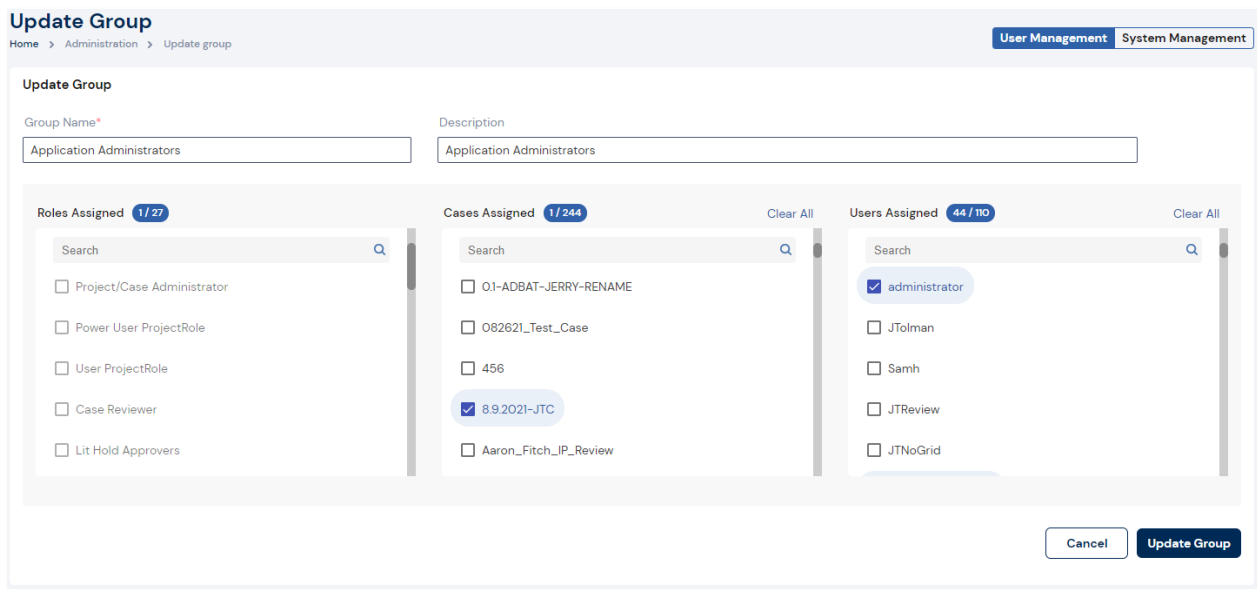 Update Group
Home > Administration > Update group
User Management System Management
Update Group
Group Name*
Description
Application Administrators
Application Administrators
Roles Assigned 1 / 27
Search
Project/Case Administrator
Power User ProjectRole
User ProjectRole
Case Reviewer
Lit Hold Approvers
Cases Assigned 1 / 244 Clear All
Search
0.1-ADBAT-JERRY-RENAME
082621_Test_Case
456
8.9.2021-JTC
Aaron_Fitch_IP_Review
Users Assigned 44 / 110 Clear All
Search
administrator
JTolman
Samh
JTReview
JTNoGrid
Cancel Update Group